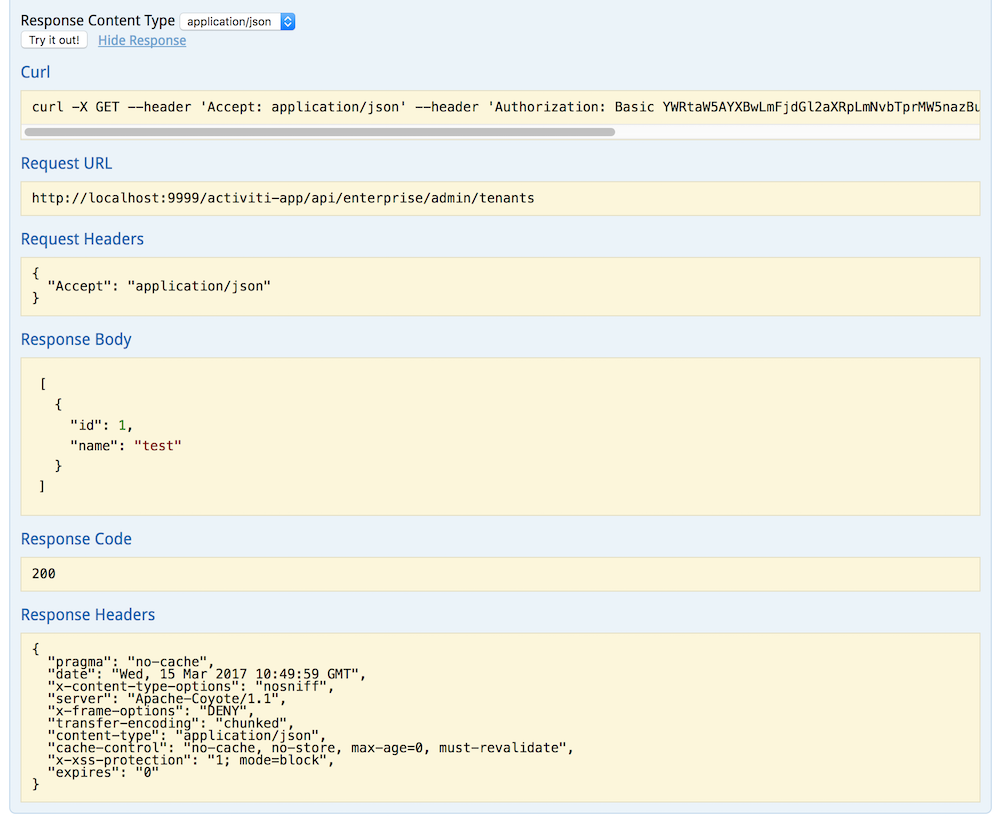 Response Content Type application/json
Try it out! Hide Response
Curl
curl -X GET --header 'Accept: application/json' --header 'Authorization: Basic
Request URL
http://localhost:9999/activiti-app/api/enterprise/admin/tenants
Request Headers
{
"Accept": "application/json"
}
Response Body
[
{
"id": 1,
"name": "test"
}
]
Response Code
200
Response Headers
{
"pragma": "no-cache",
"date": "Wed, 15 Mar 2017 10:49:59 GMT",
"x-content-type-options": "nosniff",
"server": "Apache-Coyote/1.1",
"x-frame-options": "DENY",
"transfer-encoding": "chunked",
"content-type": "application/json",
"cache-control": "no-cache, no-store, max-age=0, must-revalidate",
"x-xss-protection": "1; mode=block",
"expires": "0"
}